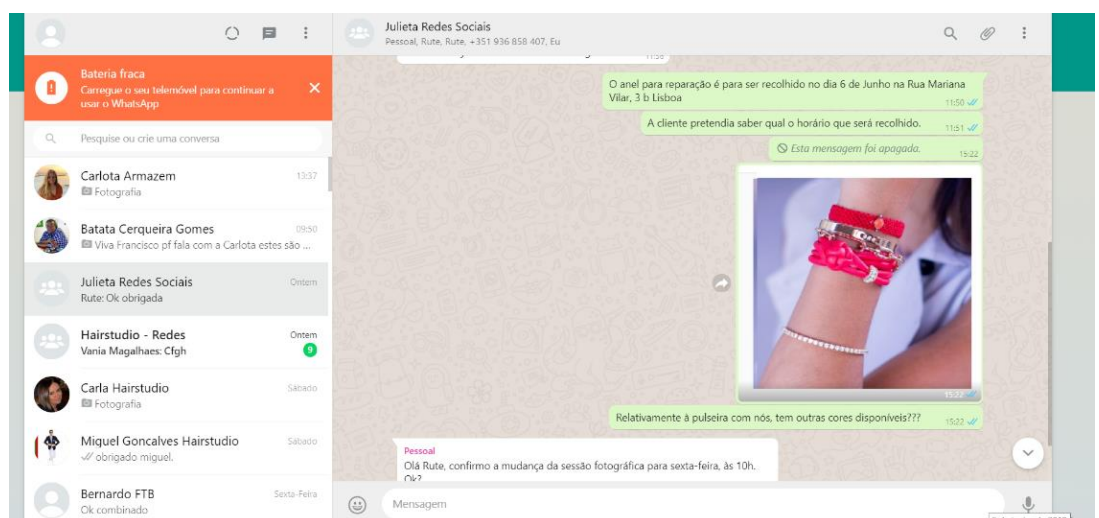 Bateria fraca
Carregue o seu telemóvel para continuar a
usar o WhatsApp
Pesquise ou crie uma conversa
Carlota Armazem
13:37
Fotografia
Batata Cerqueira Gomes
09:50
Viva Francisco pf fala com a Carlota estes são ...
Julieta Redes Sociais
Ontem
Rute: Ok obrigada
Hairstudio - Redes
Ontem
Vania Magalhaes: Cfgh
9
Carla Hairstudio
Sábado
Fotografia
Miguel Goncalves Hairstudio
Sábado
obrigado miguel.
Bernardo FTB
Sexta-Feira
Ok combinado
Julieta Redes Sociais
Pessoal, Rute, Rute, +351 936 858 407, Eu
O anel para reparação é para ser recolhido no dia 6 de Junho na Rua Mariana
Vilar, 3 b Lisboa
11:50
A cliente pretendia saber qual o horário que será recolhido.
11:51
Esta mensagem foi apagada.
15:22
15:22
Relativamente à pulseira com nós, tem outras cores disponíveis???
15:22
Pessoal
Olá Rute, confirmo a mudança da sessão fotográfica para sexta-feira, às 10h.
Ok?
Mensagem